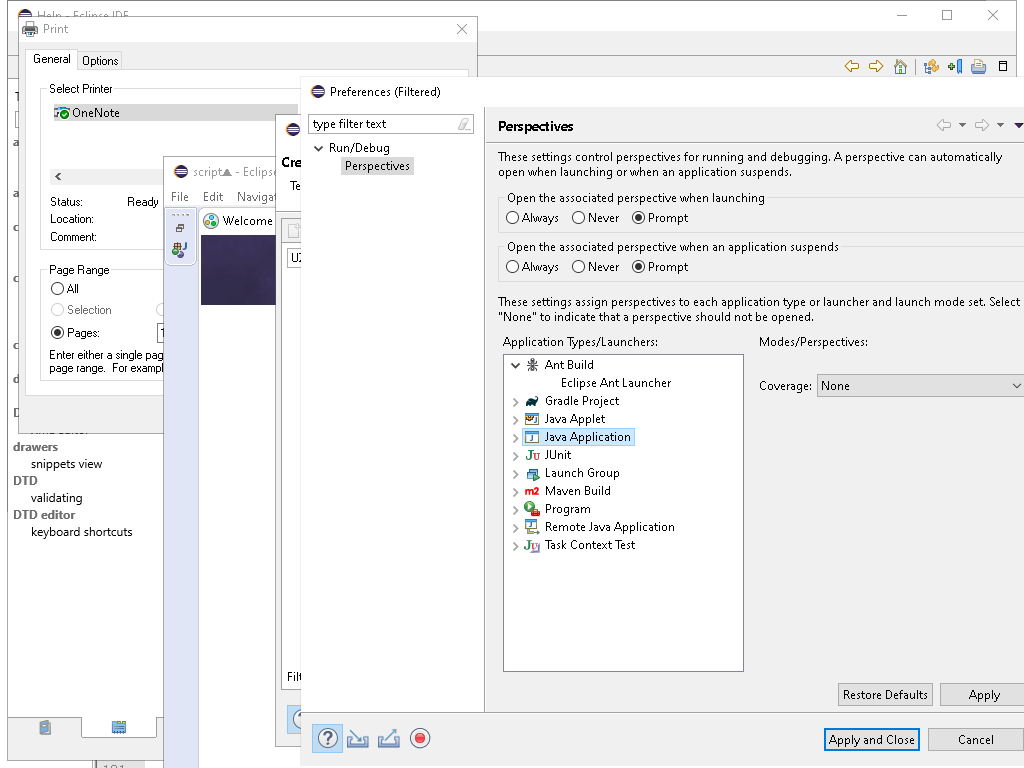 Help - Eclipse IDE
Print
General
Options
Select Printer
OneNote
Status:
Ready
Location:
Comment:
Page Range
All
Selection
Pages:
Enter either a single pag
page range. For exampl
drawers
snippets view
DTD
validating
DTD editor
keyboard shortcuts
script - Eclipse
File
Edit
Navigat
Welcome
Cre
Te
Filt
Preferences (Filtered)
type filter text
Run/Debug
Perspectives
Perspectives
These settings control perspectives for running and debugging. A perspective can automatically
open when launching or when an application suspends.
Open the associated perspective when launching
Always
Never
Prompt
Open the associated perspective when an application suspends
Always
Never
Prompt
These settings assign perspectives to each application type or launcher and launch mode set. Select
"None" to indicate that a perspective should not be opened.
Application Types/Launchers:
Modes/Perspectives:
Ant Build
Eclipse Ant Launcher
Gradle Project
Java Applet
Java Application
JUnit
Launch Group
Maven Build
Program
Remote Java Application
Task Context Test
Coverage:
None
Restore Defaults
Apply
Apply and Close
Cancel